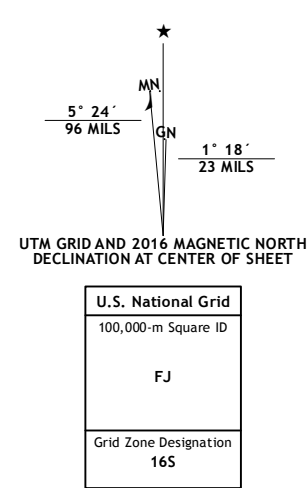 ★
MN.
GN
5° 24´
96 MILS
1° 18´
23 MILS
UTM GRID AND 2016 MAGNETIC NORTH
DECLINATION AT CENTER OF SHEET
U.S. National Grid
100,000-m Square ID
FJ
Grid Zone Designation
16S